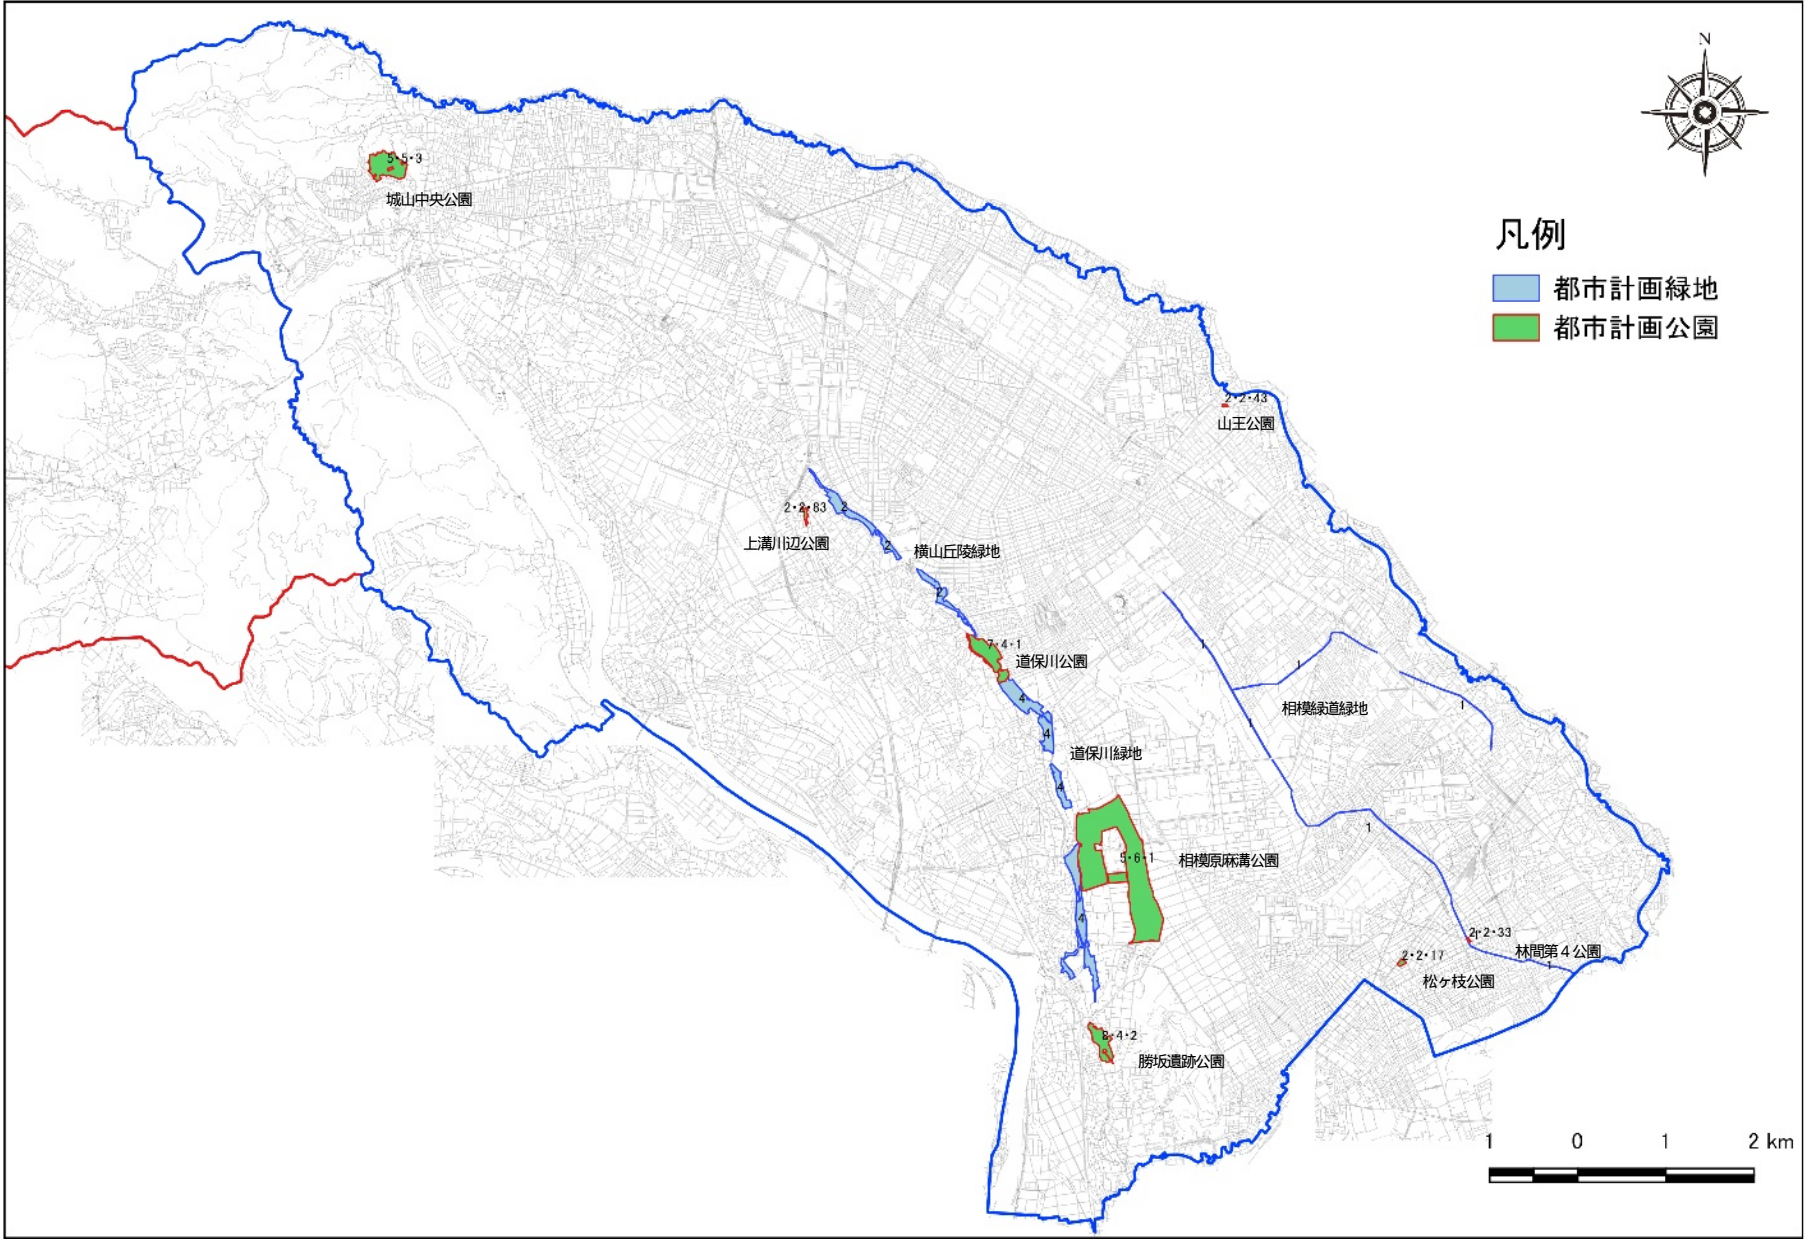 N
凡例
都市計画緑地
都市計画公園
5・5・3
城山中央公園
2・2・43
山王公園
2・2・83
上溝川辺公園
2
2
横山丘陵緑地
2
7・4・1
道保川公園
4
4
道保川緑地
4
1
1
相模緑道緑地
1
1
1
5・6・1
相模原麻溝公園
4
2・2・33
1
林間第4公園
1
2・2・17
松ヶ枝公園
8・4・2
勝坂遺跡公園
1 0 1 2 km